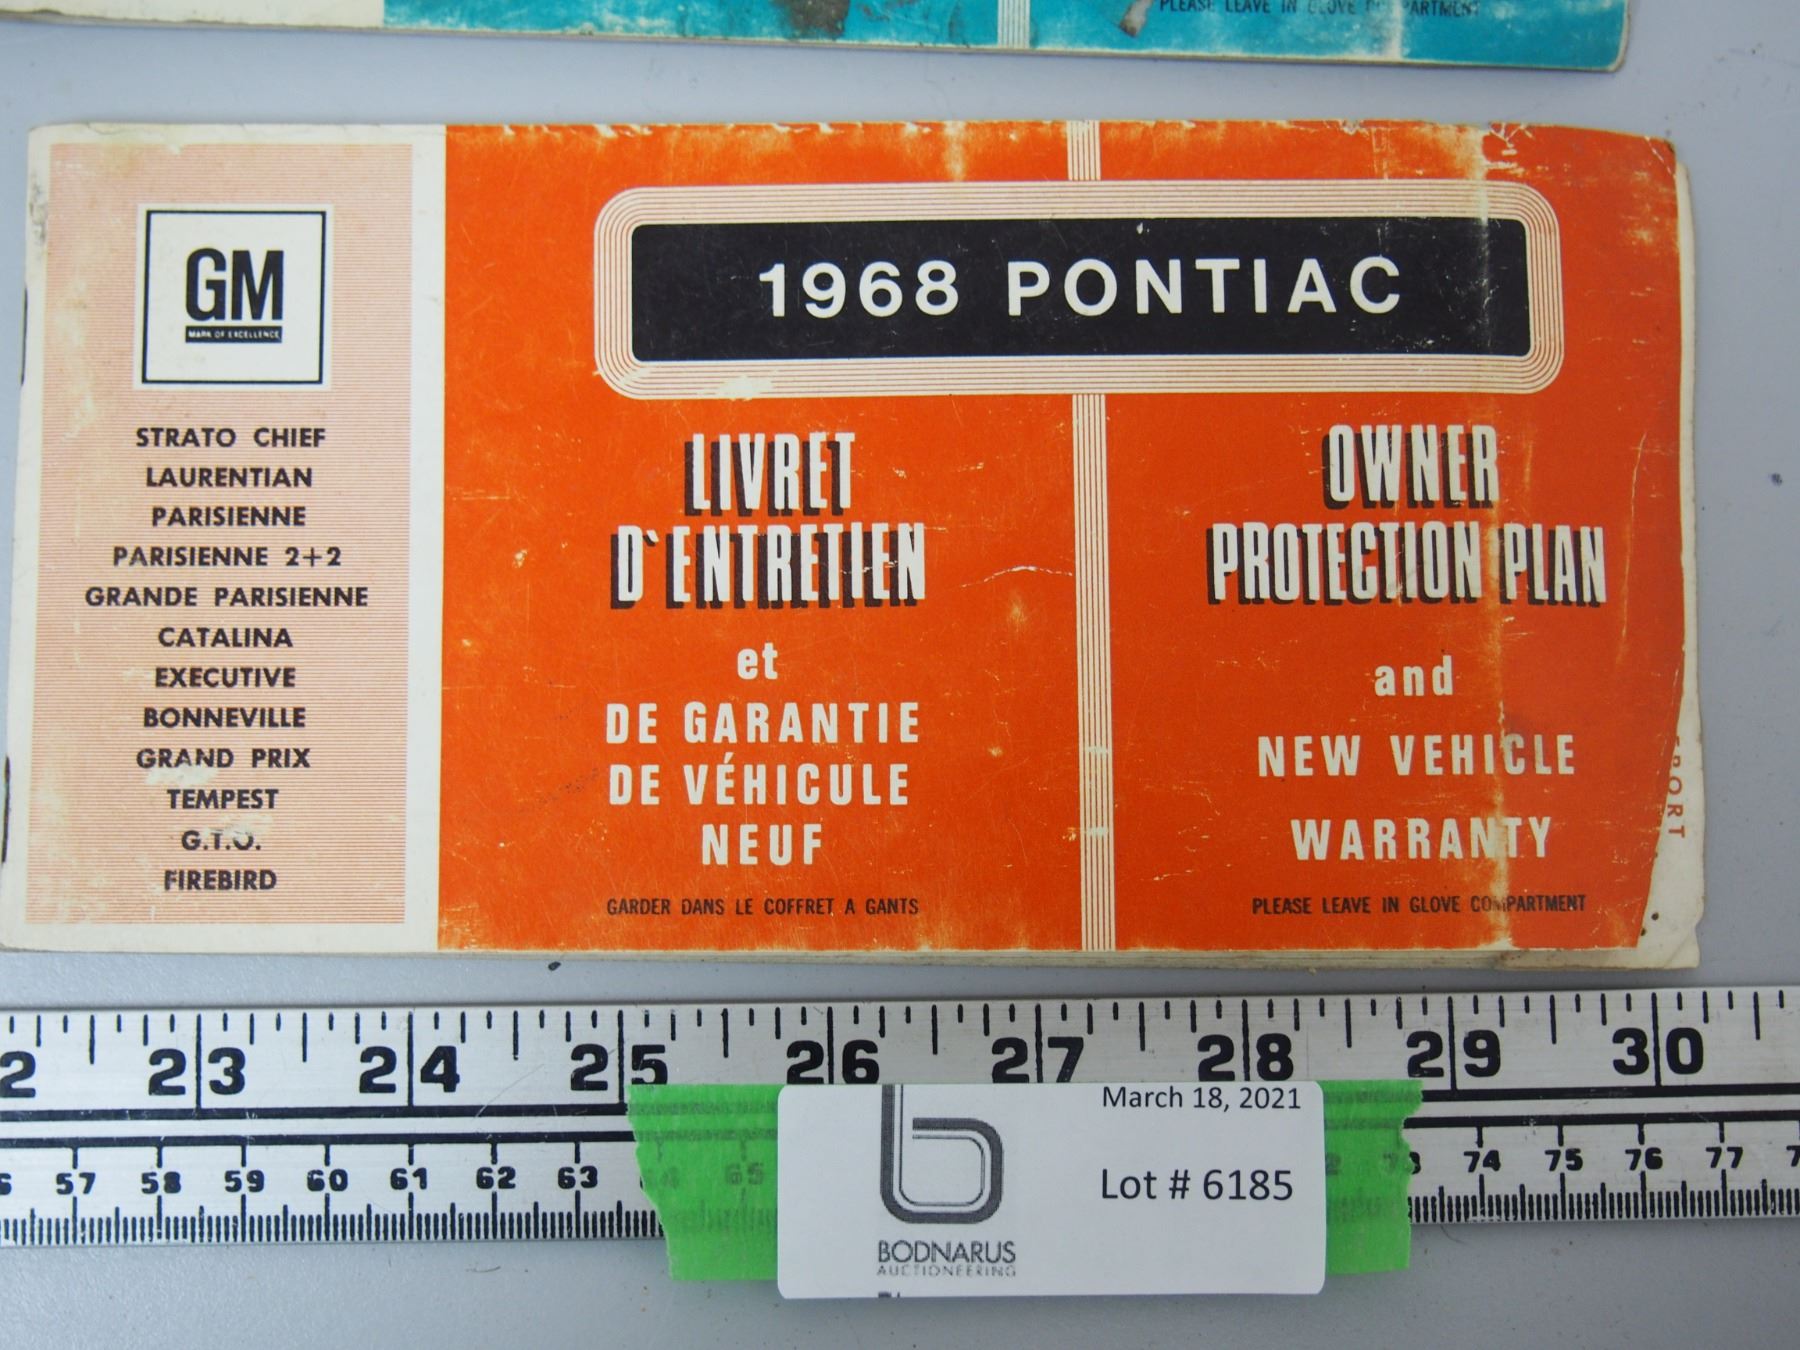 PLEASE LEAVE IN GLOVE COMPARTMENT
GM
MARK OF EXCELLENCE
STRATO CHIEF
LAURENTIAN
PARISIENNE
PARISIENNE 2+2
GRANDE PARISIENNE
CATALINA
EXECUTIVE
BONNEVILLE
GRAND PRIX
TEMPEST
G.T.O.
FIREBIRD
1968 PONTIAC
LIVRET
D'ENTRETIEN
et
DE GARANTIE
DE VÉHICULE
NEUF
GARDER DANS LE COFFRET A GANTS
OWNER
PROTECTION PLAN
and
NEW VEHICLE
WARRANTY
PLEASE LEAVE IN GLOVE COMPARTMENT
23 24 25 26 27 28 29 30
57 58 59 60 61 62 63 64 65 73 74 75 76 77
March 18, 2021
Lot # 6185
b
BODNARUS
AUCTIONEERING